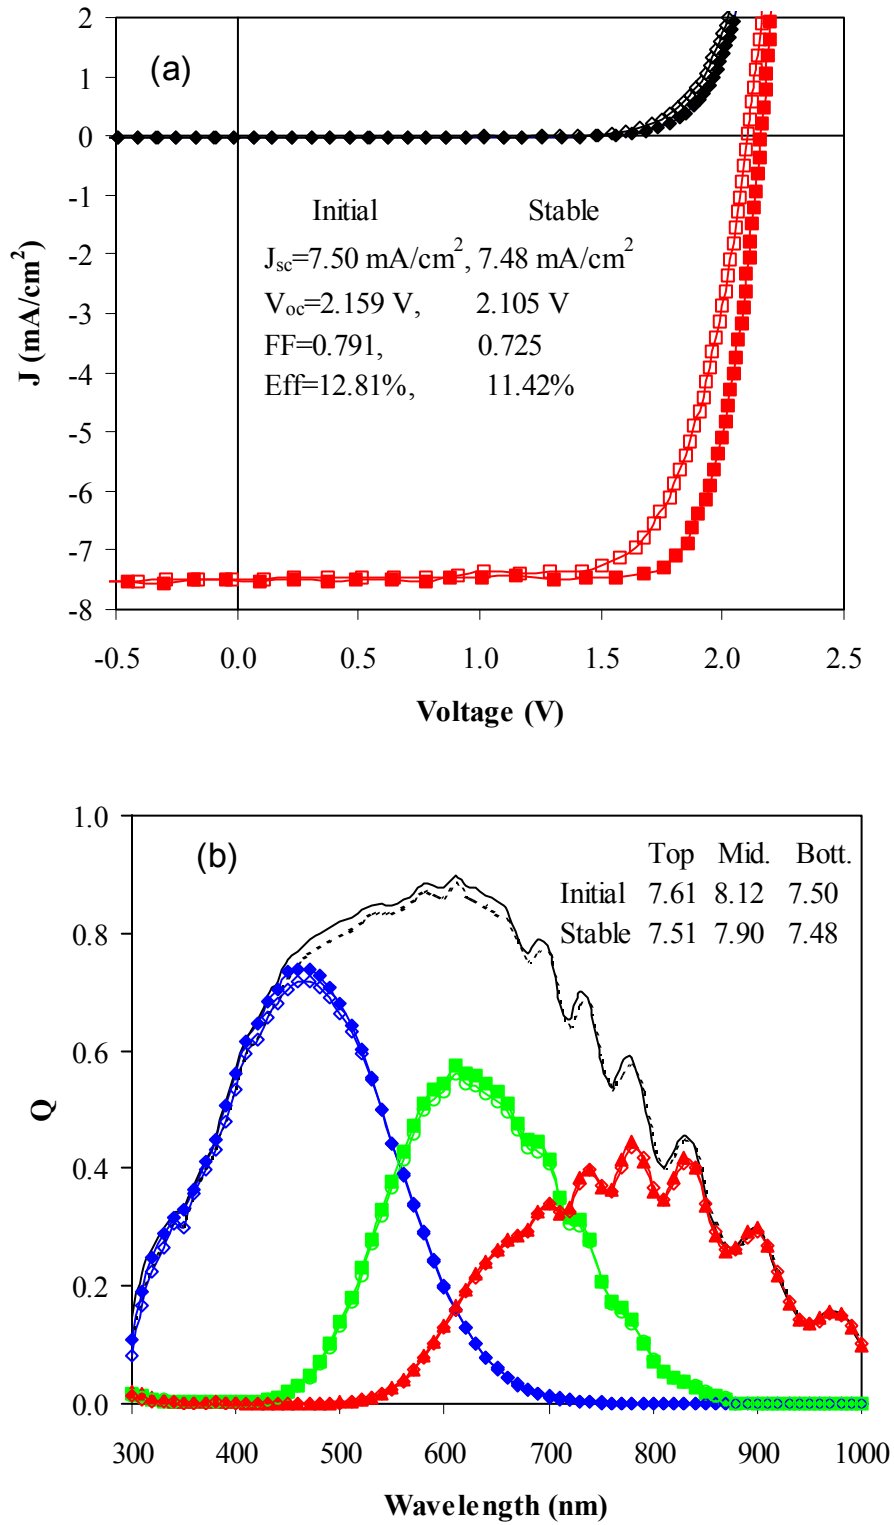 (a)
2
1
0
-1
-2
-3
-4
-5
-6
-7
-8
J (mA/cm²)
Initial Stable
Jsc=7.50 mA/cm², 7.48 mA/cm²
Voc=2.159 V, 2.105 V
FF=0.791, 0.725
Eff=12.81%, 11.42%
-0.5 0.0 0.5 1.0 1.5 2.0 2.5
Voltage (V)
(b)
1.0
0.8
0.6
0.4
0.2
0.0
Q
Top Mid. Bott.
Initial 7.61 8.12 7.50
Stable 7.51 7.90 7.48
300 400 500 600 700 800 900 1000
Wavelength (nm)